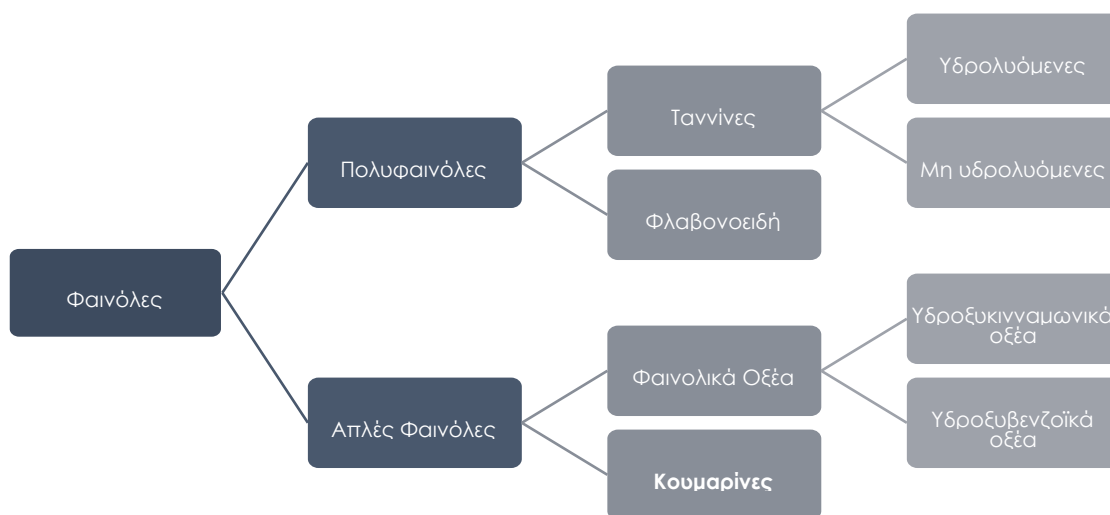 Υδρολυόμενες
Ταννίνες
Πολυφαινόλες
Μη υδρολυόμενες
Φλαβονοειδή
Φαινόλες
Υδροξυκινναμωνικά
οξέα
Φαινολικά Οξέα
Απλές Φαινόλες
Υδροξυβενζοϊκά
οξέα
Κουμαρίνες